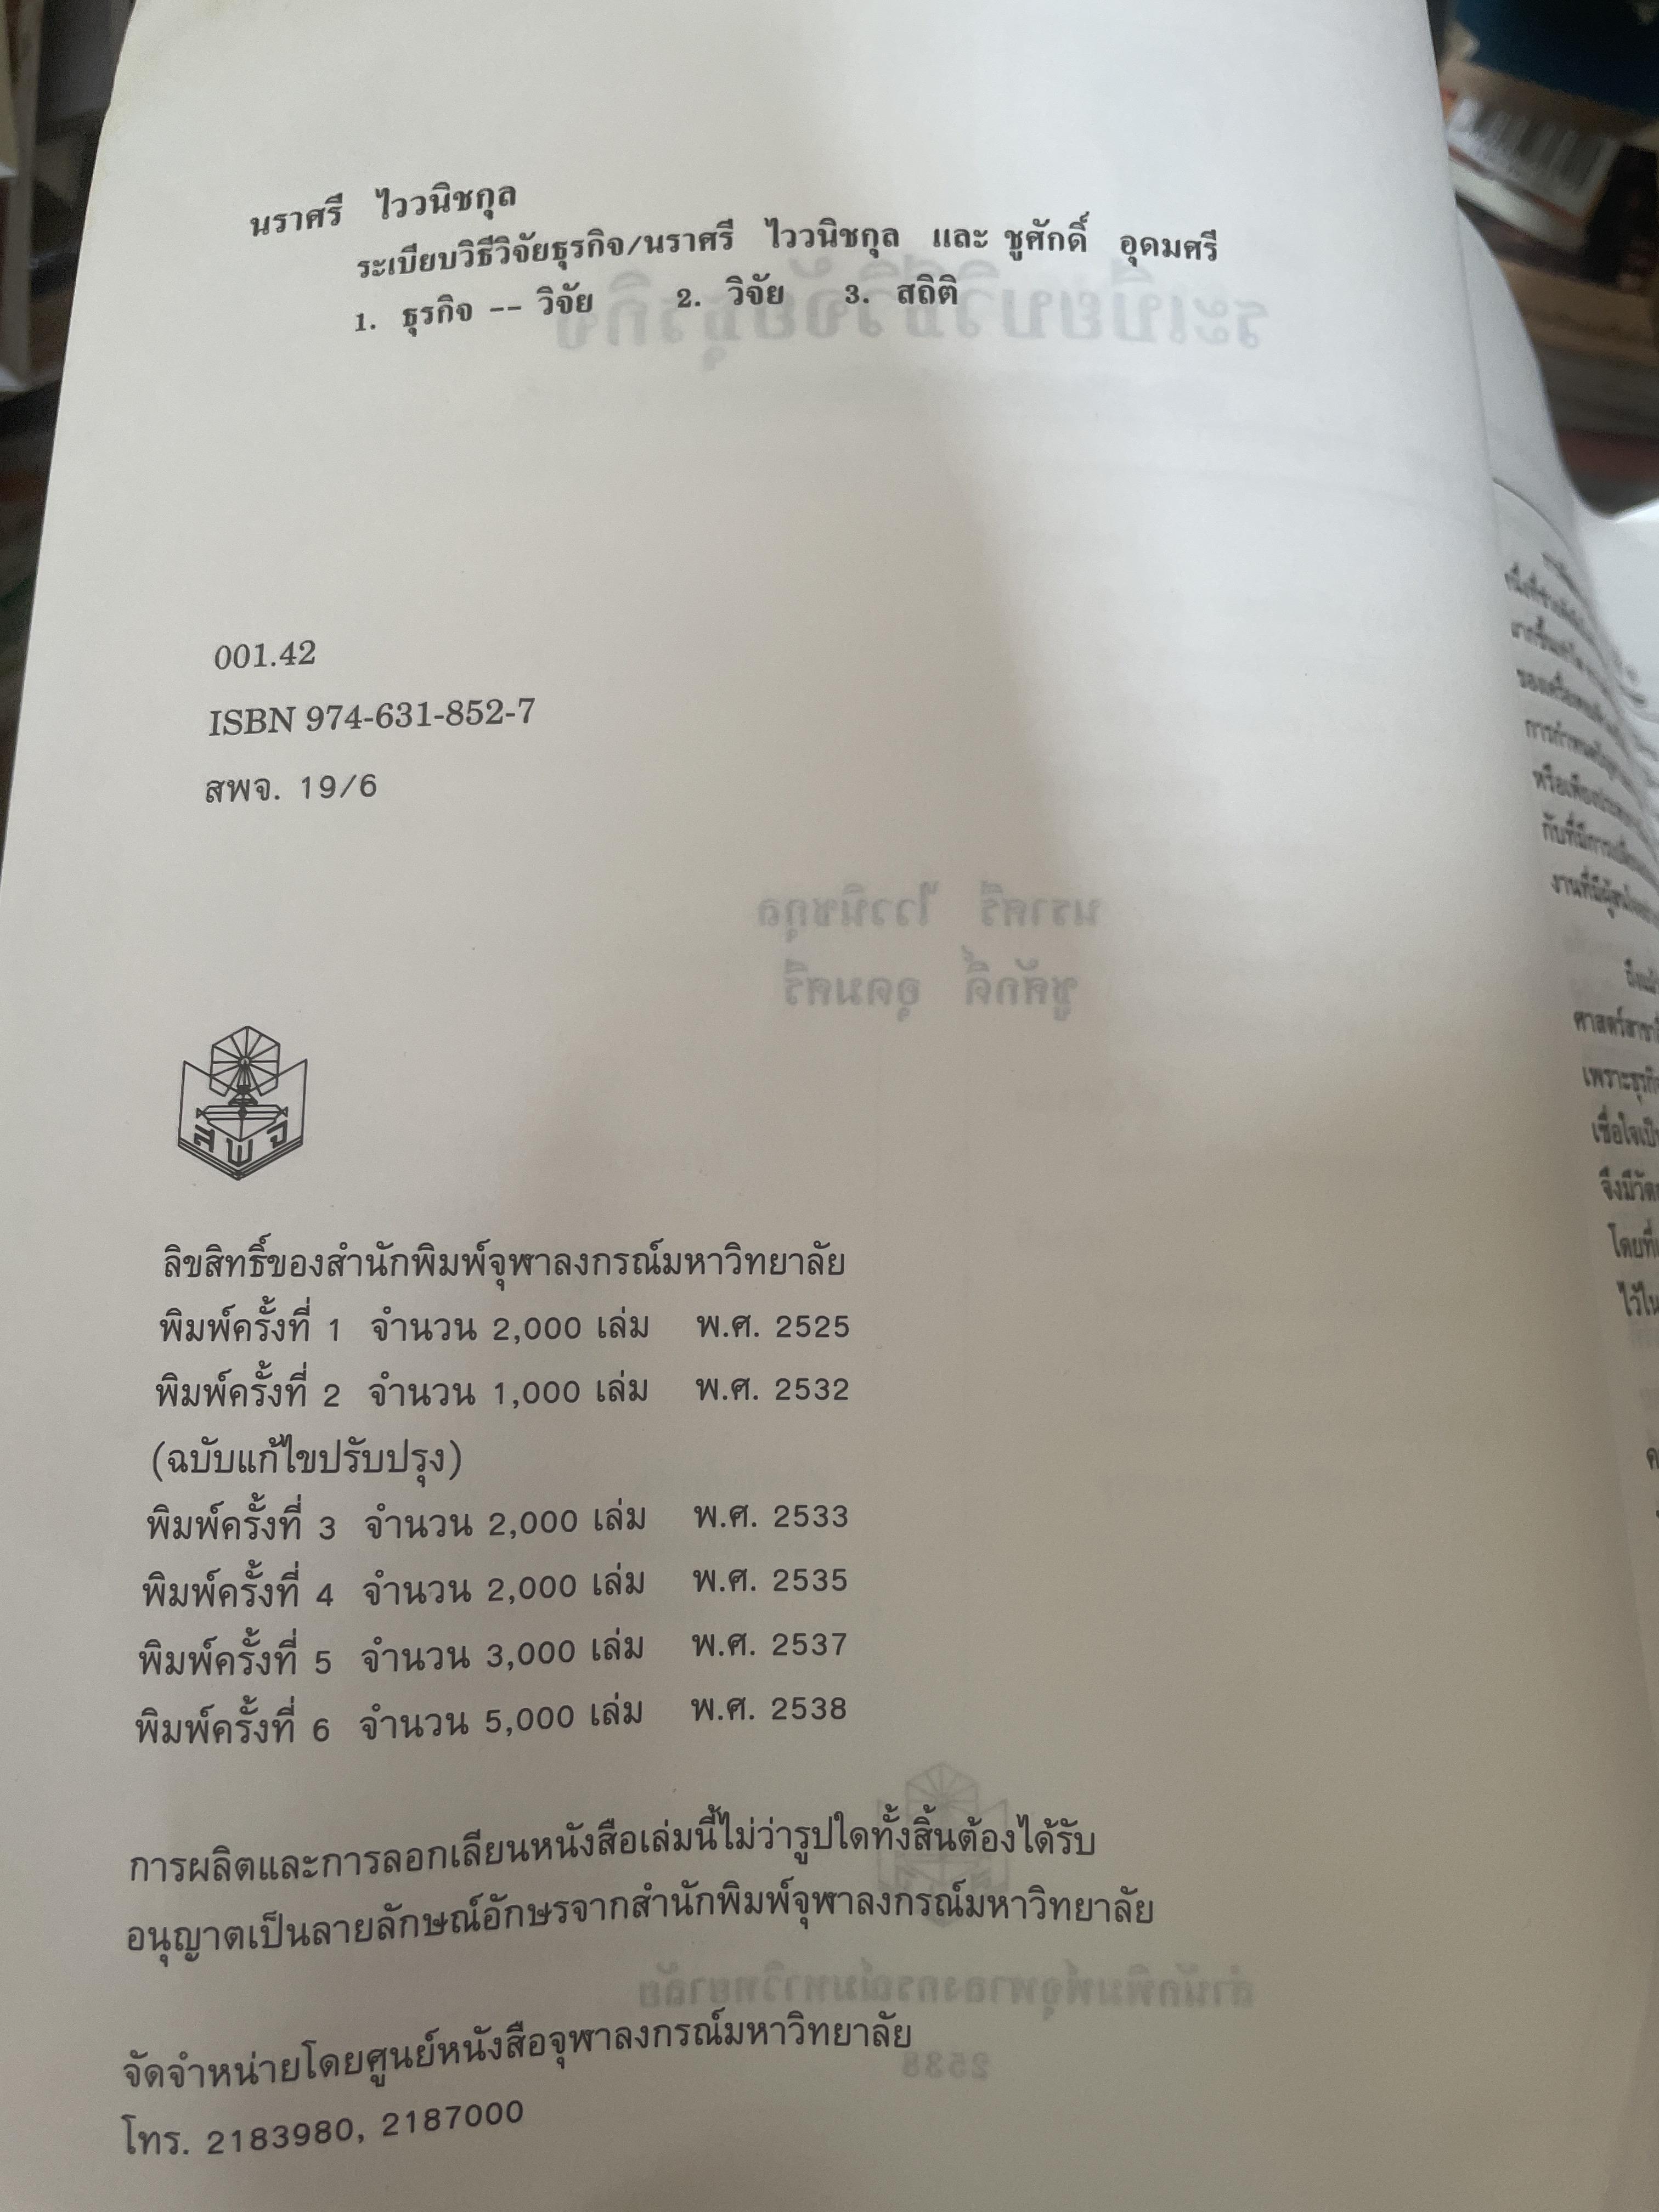 นราศรี ไววนิชกุล
ระเบียบวิธีวิจัยธุรกิจ/นราศรี ไววนิชกุล และ ชูศักดิ์ อุดมศรี
1. ธุรกิจ -- วิจัย 2. วิจัย 3. สถิติ
001.42
ISBN 974-631-852-7
สพจ. 19/6
สพจ
ลิขสิทธิ์ของสำนักพิมพ์จุฬาลงกรณ์มหาวิทยาลัย
พิมพ์ครั้งที่ 1 จำนวน 2,000 เล่ม พ.ศ. 2525
พิมพ์ครั้งที่ 2 จำนวน 1,000 เล่ม พ.ศ. 2532
(ฉบับแก้ไขปรับปรุง)
พิมพ์ครั้งที่ 3 จำนวน 2,000 เล่ม พ.ศ. 2533
พิมพ์ครั้งที่ 4 จำนวน 2,000 เล่ม พ.ศ. 2535
พิมพ์ครั้งที่ 5 จำนวน 3,000 เล่ม พ.ศ. 2537
พิมพ์ครั้งที่ 6 จำนวน 5,000 เล่ม พ.ศ. 2538
การผลิตและการลอกเลียนหนังสือเล่มนี้ไม่ว่ารูปใดทั้งสิ้นต้องได้รับ
อนุญาตเป็นลายลักษณ์อักษรจากสำนักพิมพ์จุฬาลงกรณ์มหาวิทยาลัย
จัดจำหน่ายโดยศูนย์หนังสือจุฬาลงกรณ์มหาวิทยาลัย
โทร. 2183980, 2187000